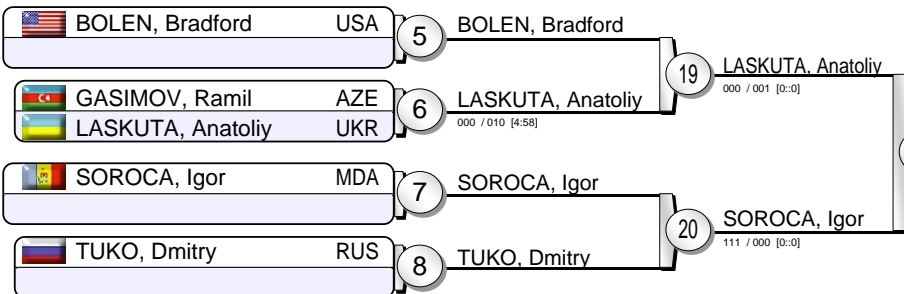 BOLEN, Bradford USA
5
BOLEN, Bradford
19
LASKUTA, Anatoliy
000 / 001 [0::0]
GASIMOV, Ramil AZE
LASKUTA, Anatoliy UKR
6
LASKUTA, Anatoliy
000 / 010 [4:58]
SOROCA, Igor MDA
7
SOROCA, Igor
20
SOROCA, Igor
111 / 000 [0::0]
TUKO, Dmitry RUS
8
TUKO, Dmitry